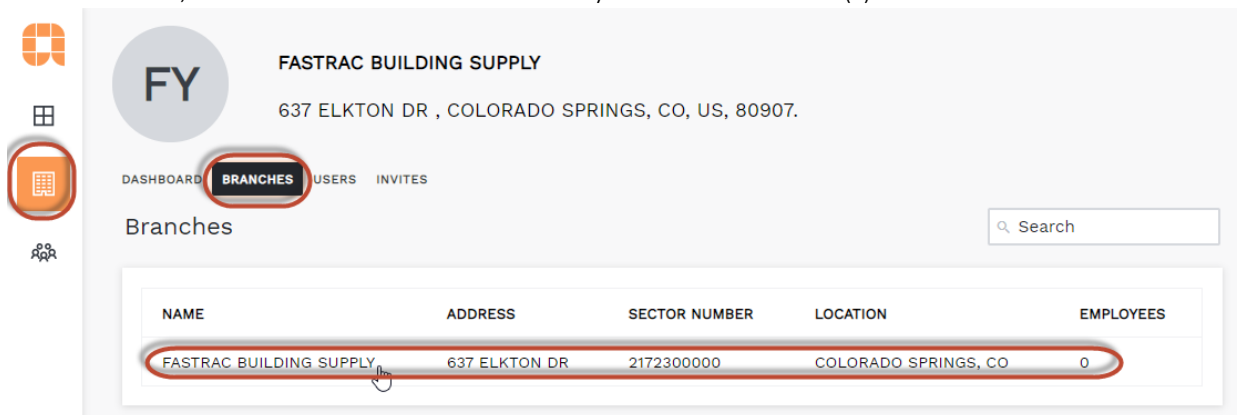 FY
FASTRAC BUILDING SUPPLY
637 ELKTON DR , COLORADO SPRINGS, CO, US, 80907.
DASHBOARD BRANCHES USERS INVITES
Branches
Search
NAME ADDRESS SECTOR NUMBER LOCATION EMPLOYEES
FASTRAC BUILDING SUPPLY 637 ELKTON DR 2172300000 COLORADO SPRINGS, CO 0